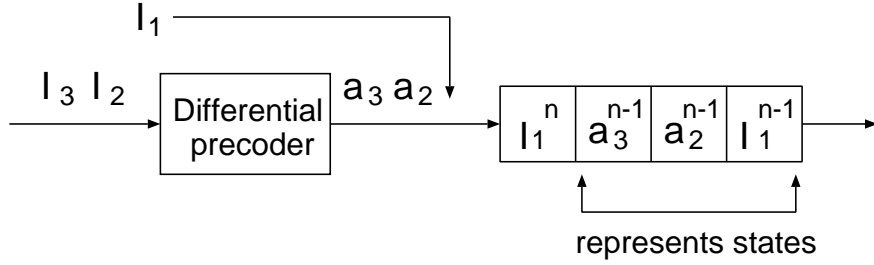 I₁
I₃ I₂
Differential
precoder
a₃ a₂
I₁ⁿ
a₃ⁿ⁻¹
a₂ⁿ⁻¹
I₁ⁿ⁻¹
represents states